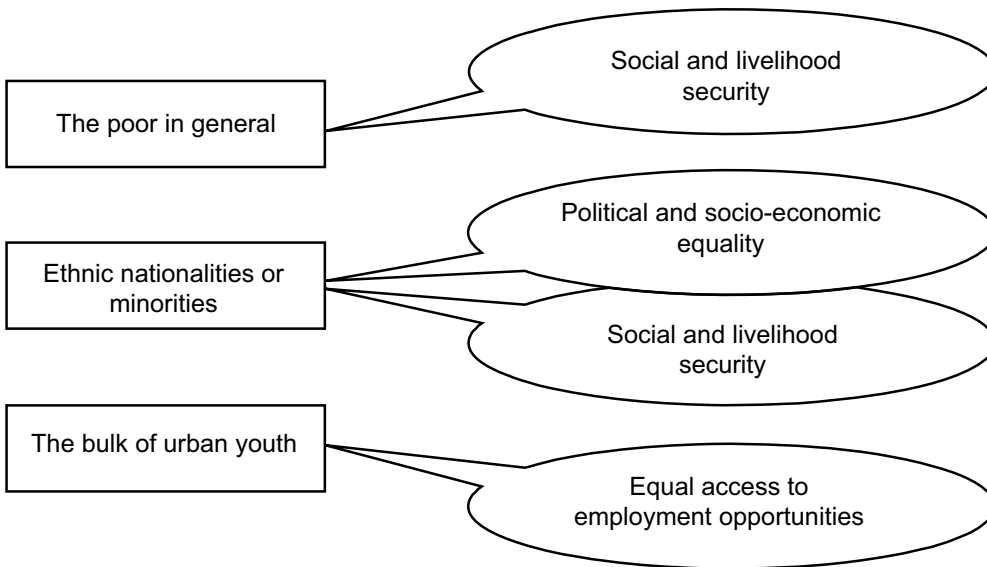 Social and livelihood
security
The poor in general
Political and socio-economic
equality
Ethnic nationalities or
minorities
Social and livelihood
security
The bulk of urban youth
Equal access to
employment opportunities